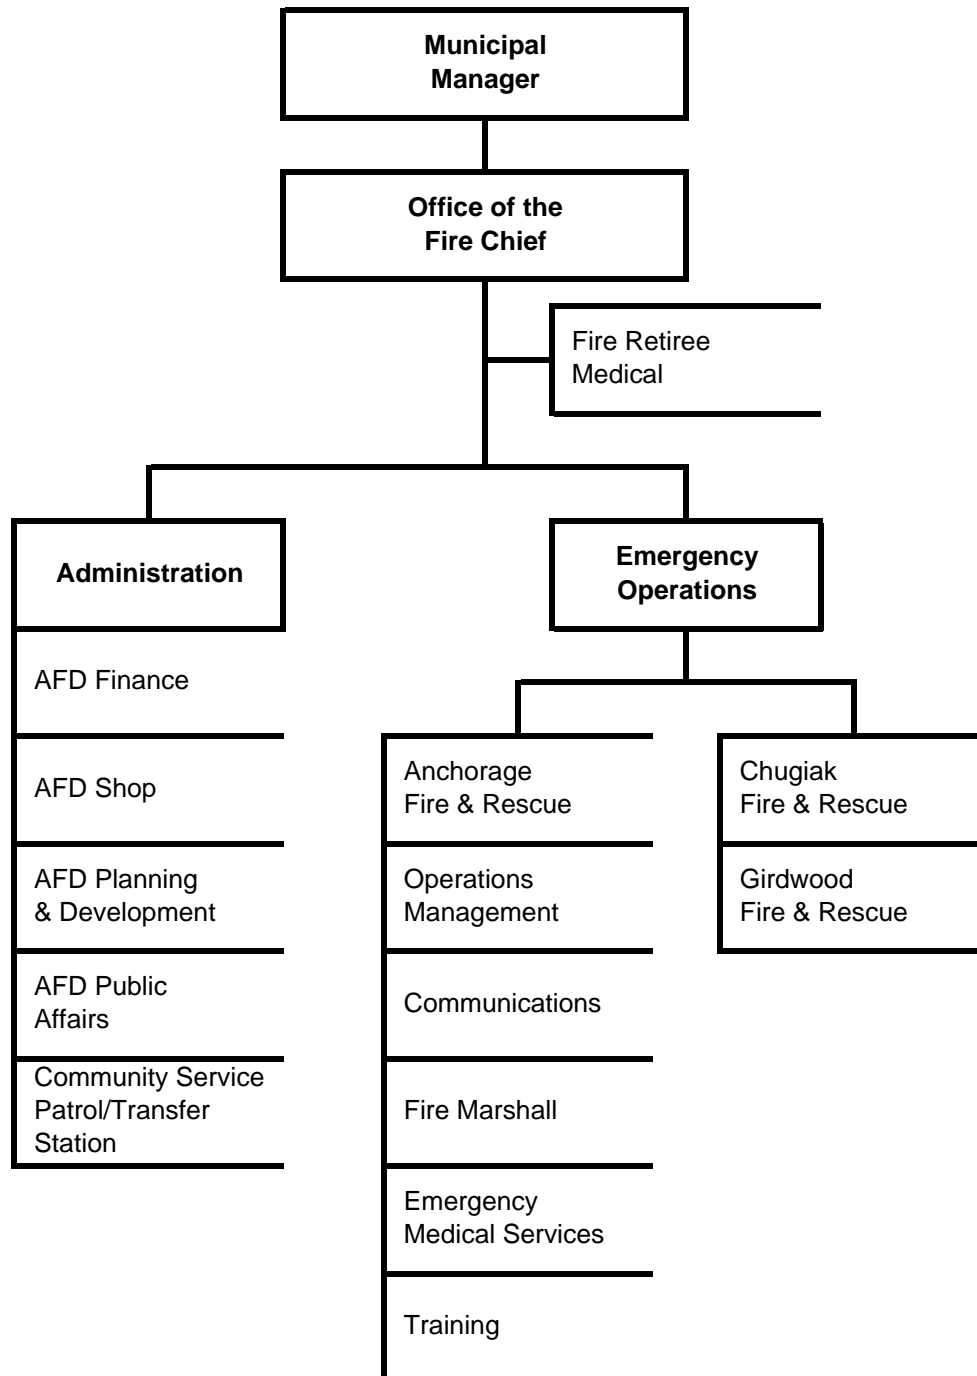 Municipal
Manager
Office of the
Fire Chief
Fire Retiree
Medical
Administration
AFD Finance
AFD Shop
AFD Planning
& Development
AFD Public
Affairs
Community Service
Patrol/Transfer
Station
Emergency
Operations
Anchorage
Fire & Rescue
Operations
Management
Communications
Fire Marshall
Emergency
Medical Services
Training
Chugiak
Fire & Rescue
Girdwood
Fire & Rescue